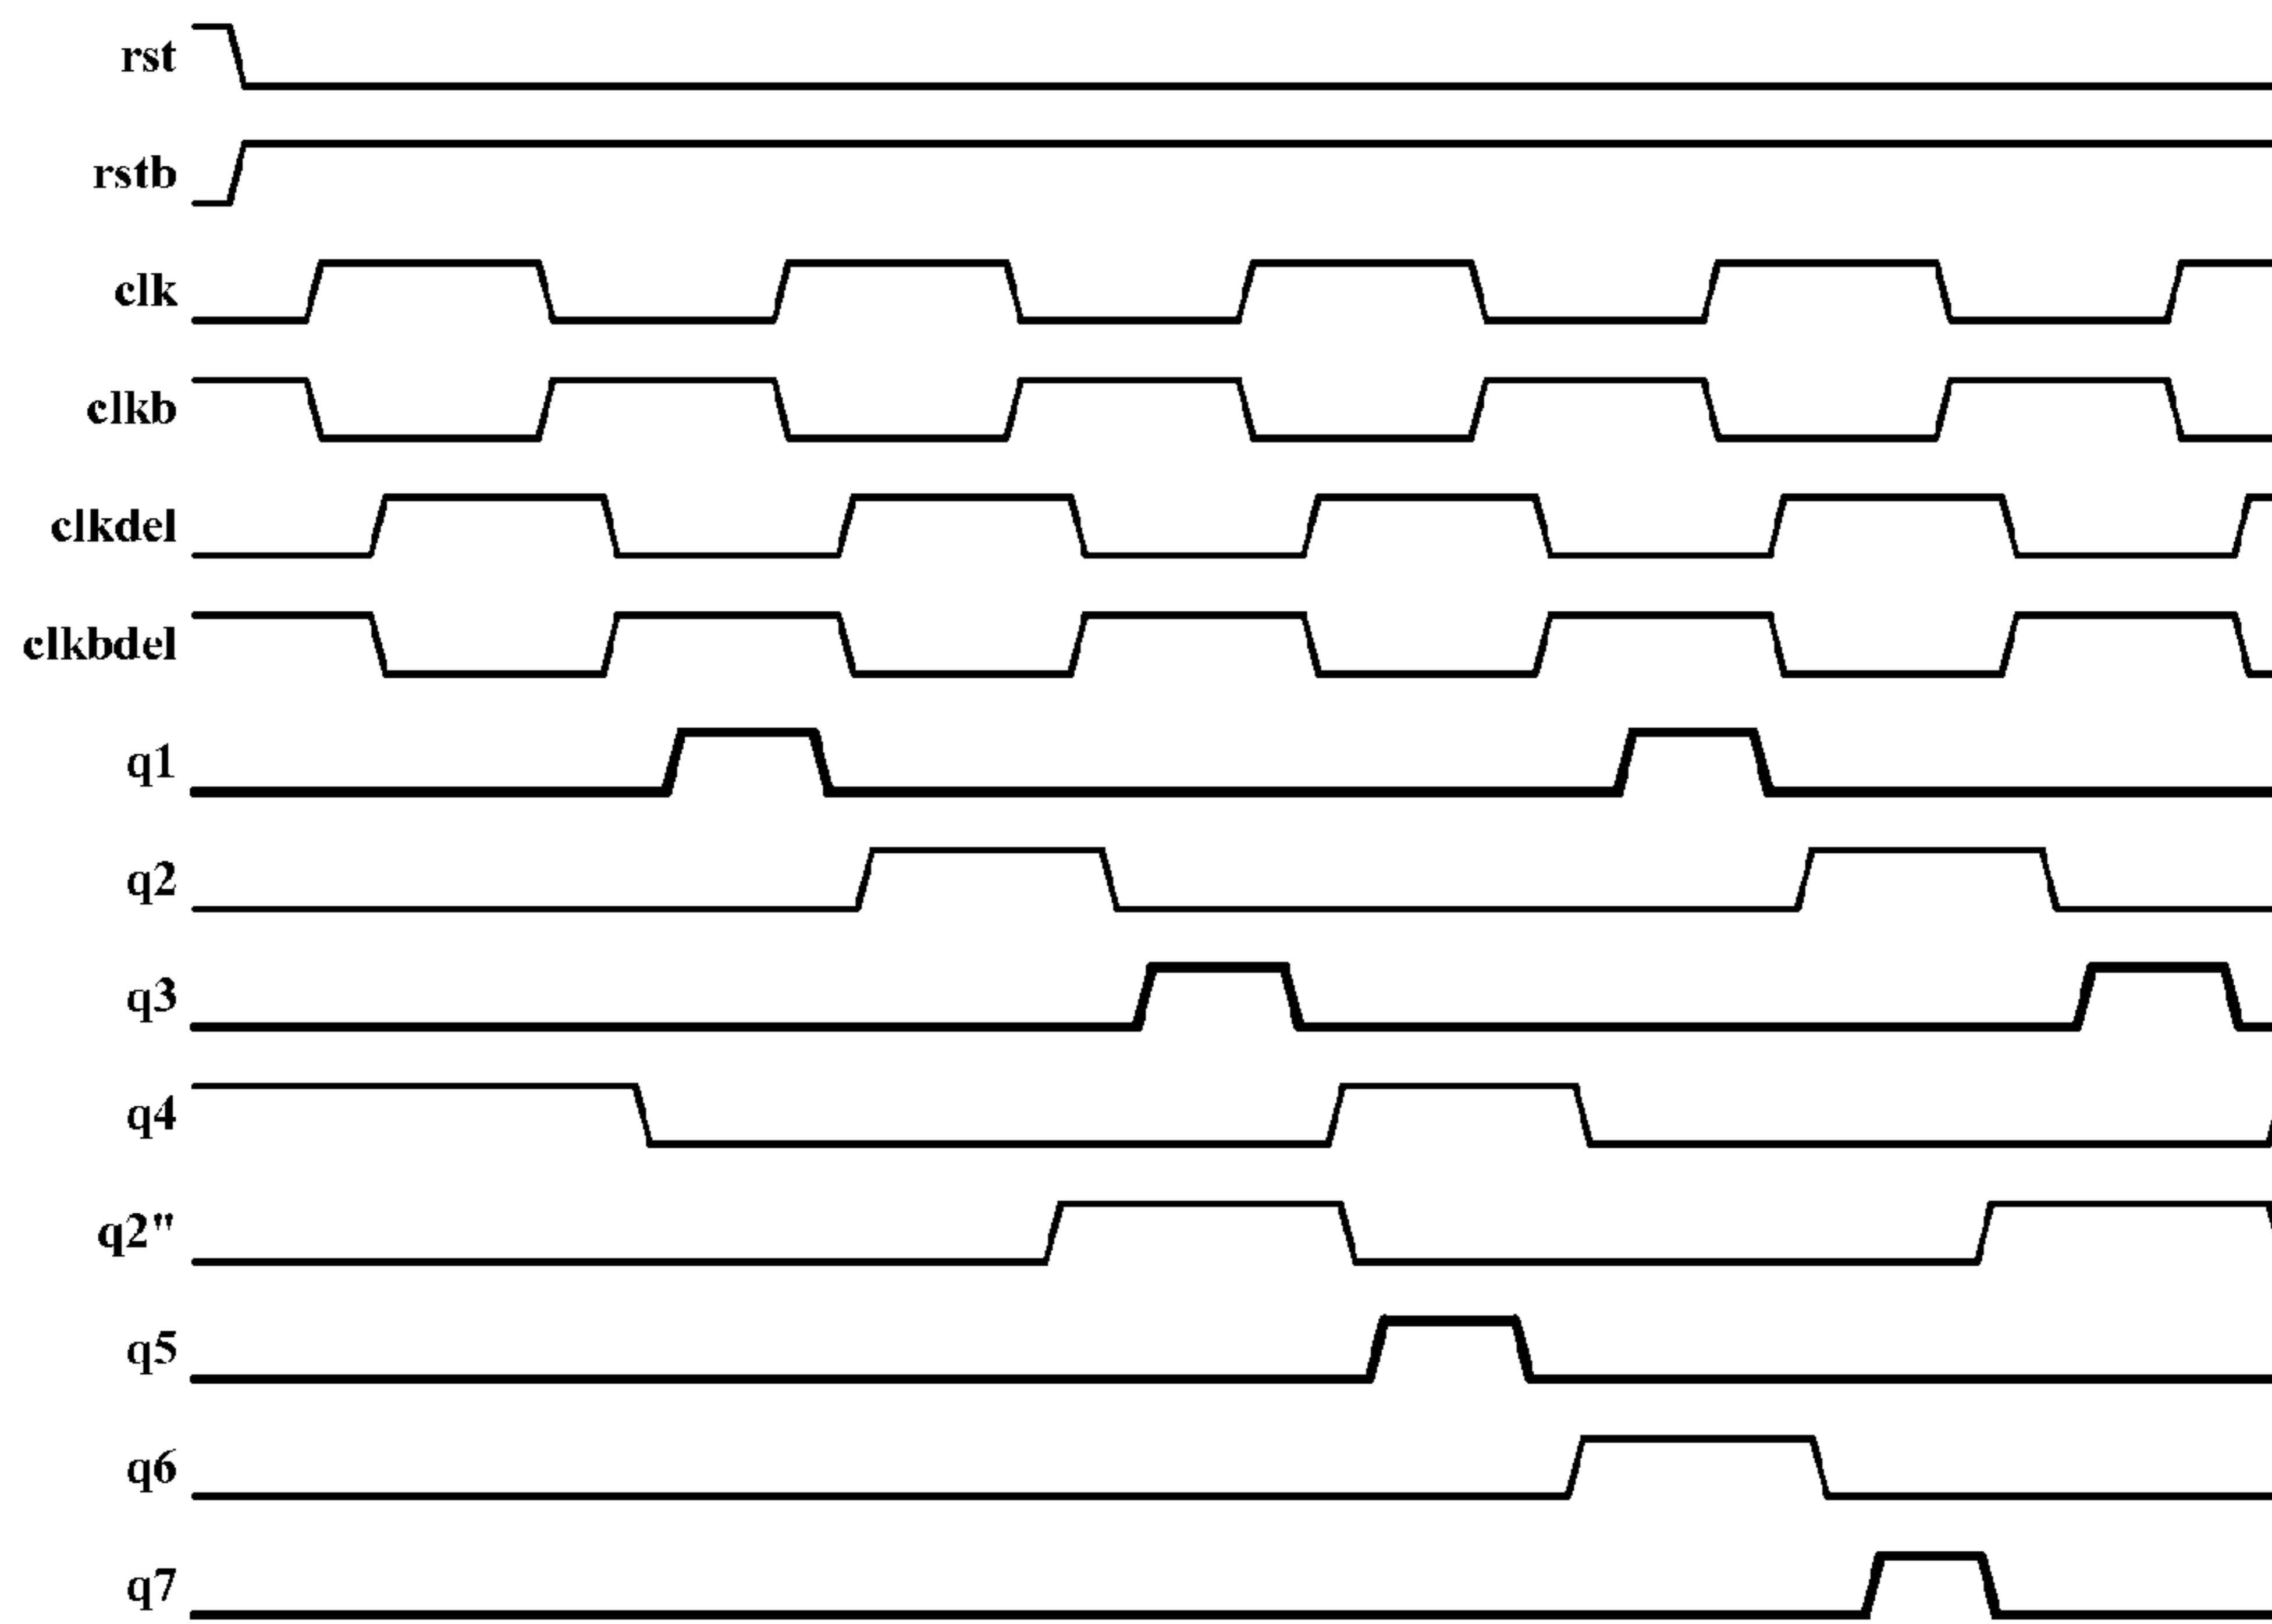 rst
rstb
clk
clkb
clkdel
clkbdel
q1
q2
q3
q4
q2"
q5
q6
q7